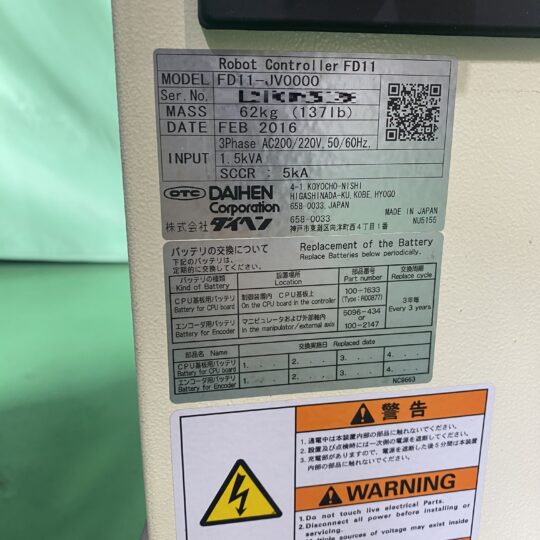 Robot Controller FD11
MODEL FD11-JV0000
Ser. No.
MASS 62kg (137lb)
DATE FEB 2016
INPUT 3Phase AC200/220V, 50/60Hz,
1.5kVA
SCCR : 5kA
OTC DAIHEN Corporation
4-1, KOYOCHO-NISHI
HIGASHINADA-KU, KOBE, HYOGO
658-0033, JAPAN
MADE IN JAPAN
株式会社 ダイヘン
658-0033
神戸市東灘区向洋町西4丁目1番
NU5155
バッテリの交換について
下記のバッテリは、
定期的に交換してください。
Replacement of the Battery
Replace Batteries below periodically.
バッテリの種類 設置場所 部品番号 交換周期
Kind of Battery Location Part number Replace cycle
CPU基板用バッテリ 制御装置内 CPU基板上 100-1633 3年毎
Battery for CPU board On the CPU board in the controller (Type : R00877) Every 3 years
エンコーダ用バッテリ マニピュレータおよび外部軸内 5096-434
Battery for Encoder In the manipulator/external axis or
100-2147
部品名 Name 交換実施日 Replaced date
CPU基板用バッテリ 1. . . 2. . . 3. . . 4. . .
Battery for CPU board
エンコーダ用バッテリ 1. . . 2. . . 3. . . 4. . .
Battery for Encoder
NC9663
警告
1. 通電中は本装置内部の部品に触れないでください。
2. 設置及び点検時には一次側の電源を遮断してください。
3. 充電部がありますので、電源を遮断した後5分間は本装置
内部の部品に触れないでください。
WARNING
1. Do not touch live electrical Parts.
2. Disconnect all power before installing or
servicing.
sources of voltage may exist inside